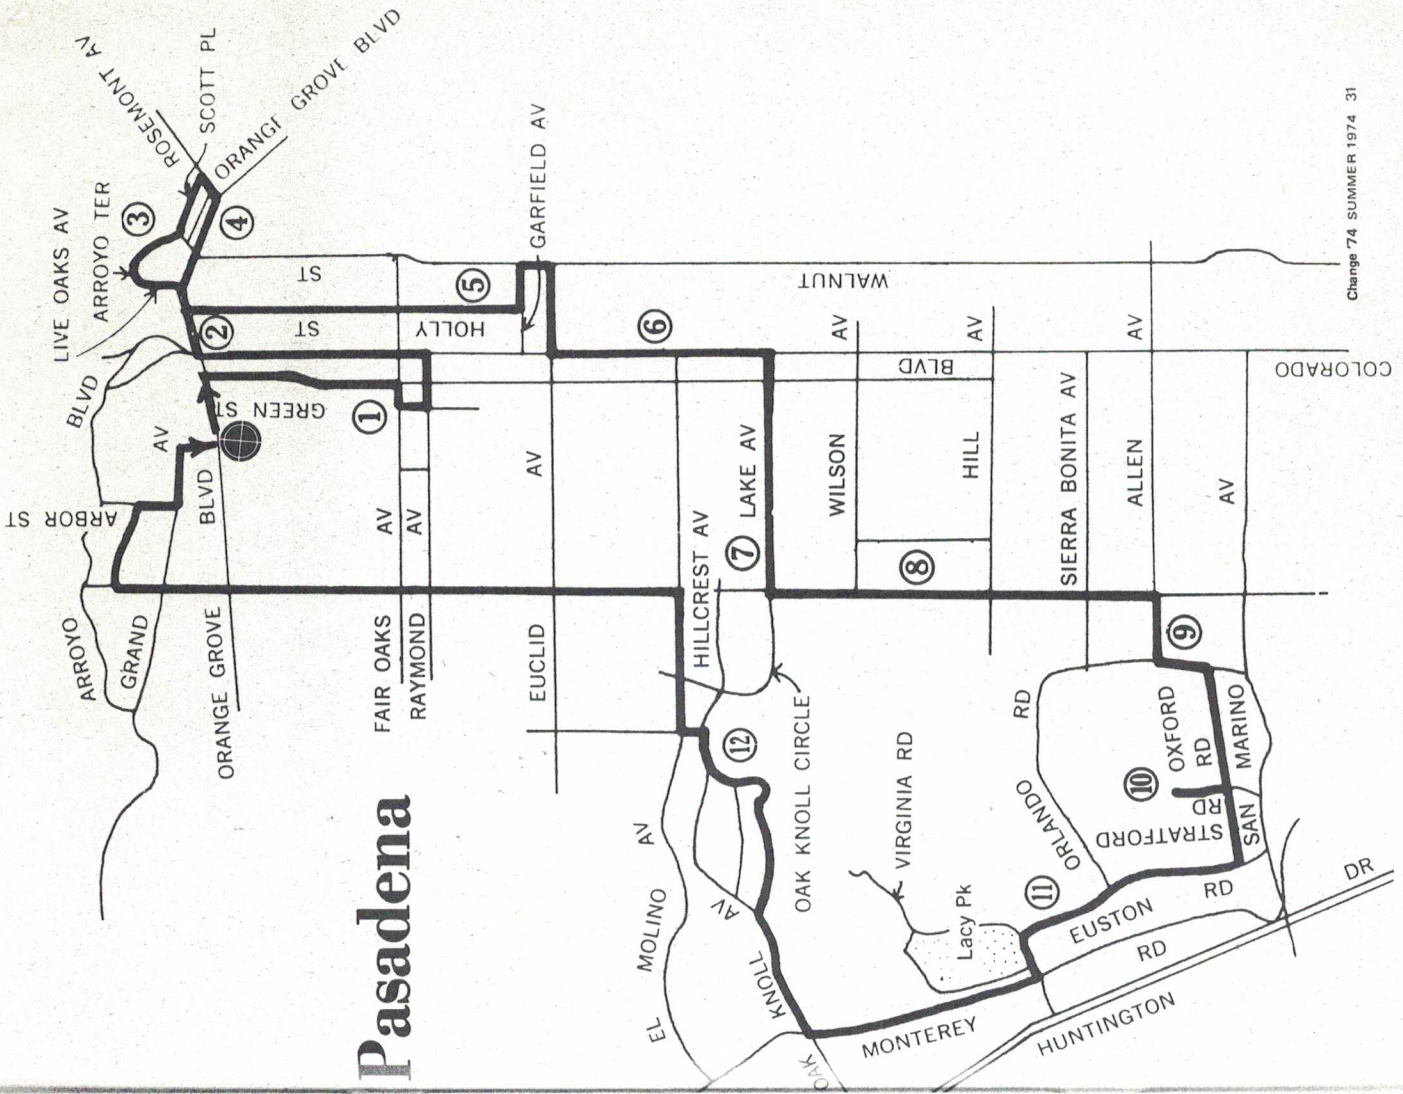 Pasadena
ROSEMONT AV
SCOTT PL
ORANGE GROVE BLVD
LIVE OAKS AV
ARROYO TER
GARFIELD AV
3
4
ST
5
WALNUT
2
ST
HOLLY
6
BLVD
COLORADO
1
GREEN ST
ARROYO
BLVD
ARBOR ST
GRAND
AV
ORANGE GROVE
BLVD
FAIR OAKS
AV
RAYMOND
AV
EUCLID
AV
HILLCREST AV
7
LAKE AV
WILSON
AV
8
HILL
AV
SIERRA BONITA AV
ALLEN
AV
9
SAN
MARINO
AV
OXFORD
RD
10
STRATFORD
RD
ORLANDO
RD
11
EUSTON
RD
Lacy Pk
VIRGINIA RD
OAK KNOLL CIRCLE
12
EL
MOLINO
AV
OAK
KNOLL
AV
MONTEREY
RD
HUNTINGTON
DR
Change '74 SUMMER 1974 31